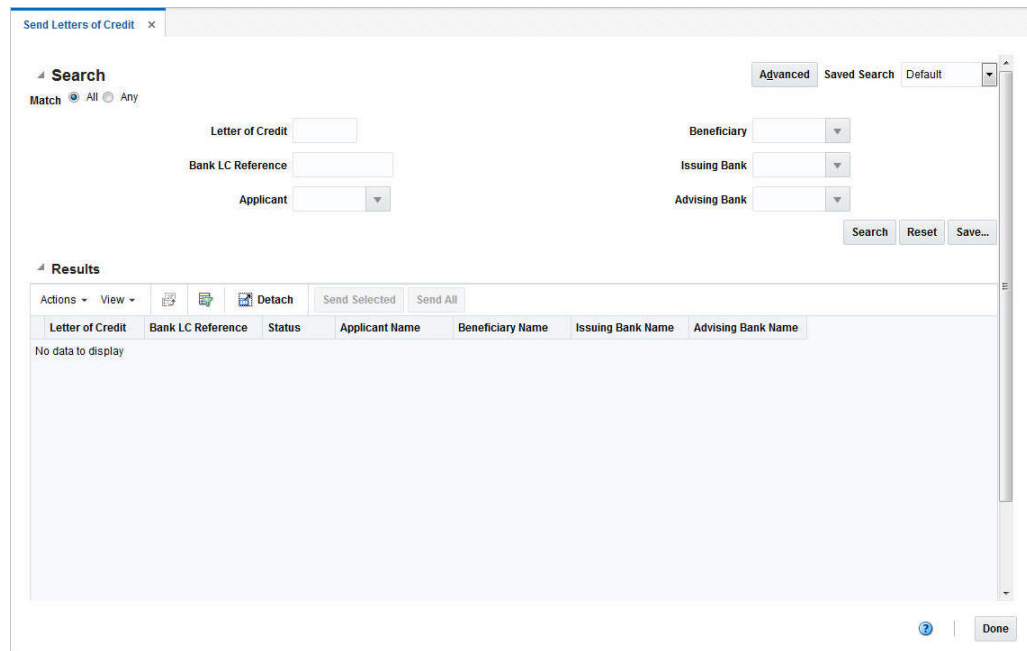 Send Letters of Credit ×
Search
Advanced Saved Search Default
Match All Any
Letter of Credit Beneficiary
Bank LC Reference Issuing Bank
Applicant Advising Bank
Search Reset Save...
Results
Actions View Detach Send Selected Send All
Letter of Credit Bank LC Reference Status Applicant Name Beneficiary Name Issuing Bank Name Advising Bank Name
No data to display
? Done